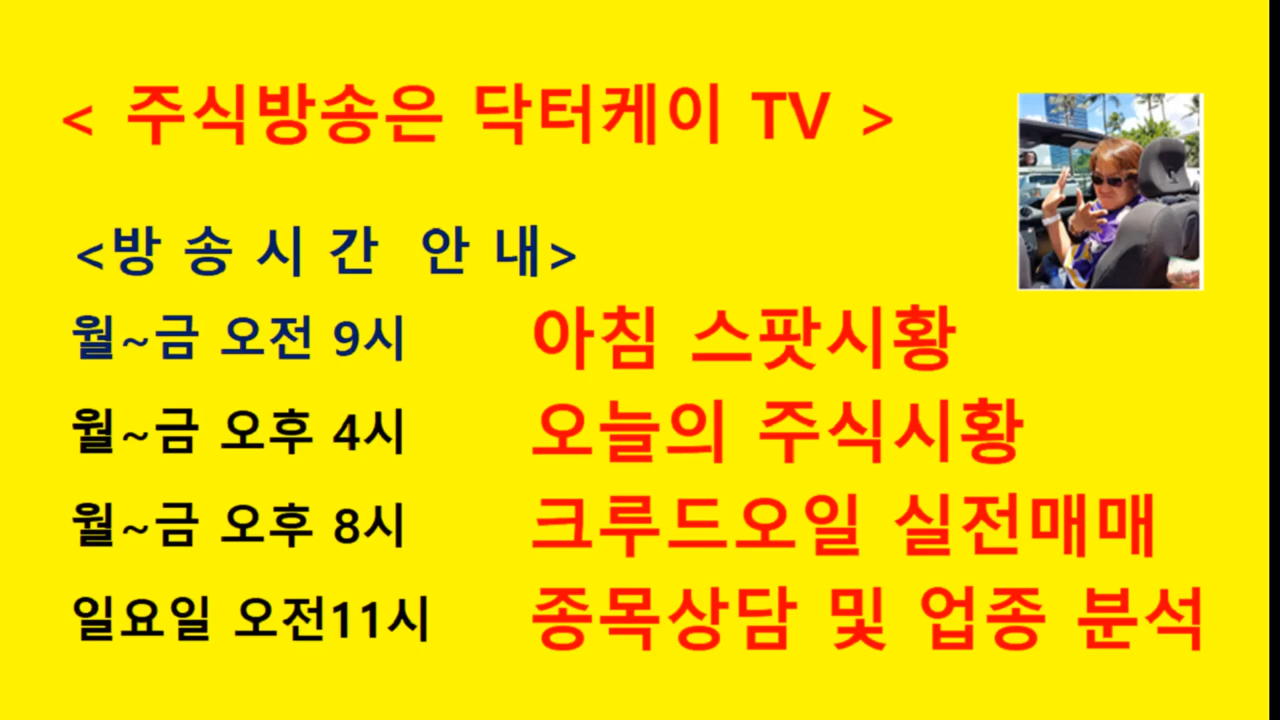 < 주식방송은 닥터케이 TV >
<방 송 시 간 안 내>
월~금 오전 9시 아침 스팟시황
월~금 오후 4시 오늘의 주식시황
월~금 오후 8시 크루드오일 실전매매
일요일 오전11시 종목상담 및 업종 분석